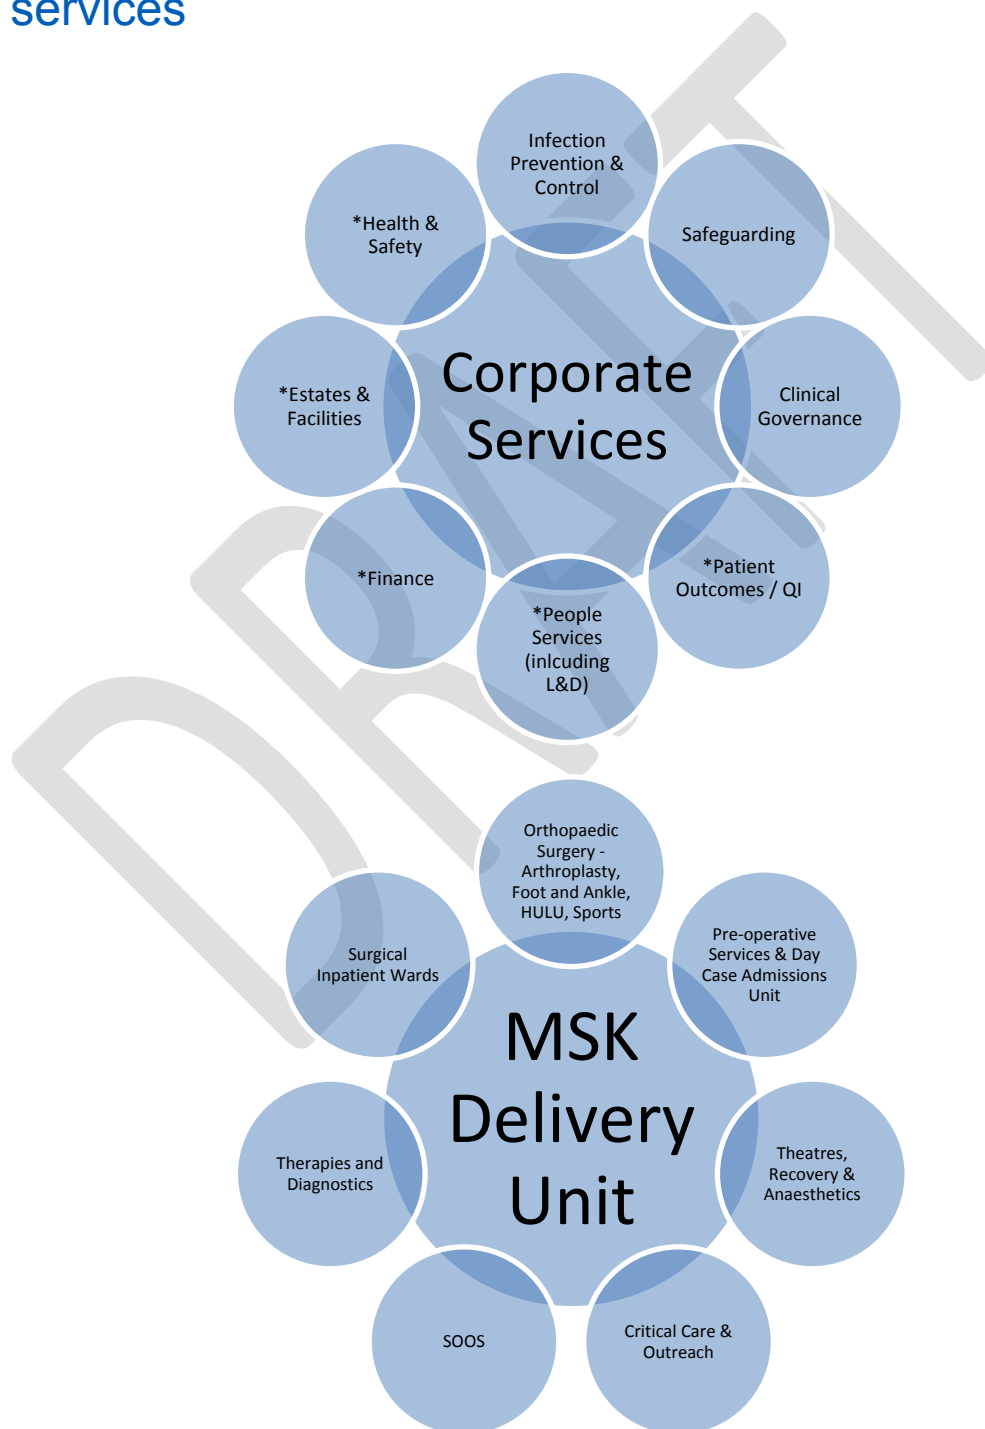 services
Infection
Prevention &
Control
*Health &
Safety
Safeguarding
*Estates &
Facilities
Corporate
Services
Clinical
Governance
*Finance
*Patient
Outcomes / QI
*People
Services
(inlcuding
L&D)
DRAFT
Orthopaedic
Surgery -
Arthroplasty,
Foot and Ankle,
HULU, Sports
Surgical
Inpatient Wards
Pre-operative
Services & Day
Case Admissions
Unit
MSK
Delivery
Unit
Therapies and
Diagnostics
Theatres,
Recovery &
Anaesthetics
SOOS
Critical Care &
Outreach